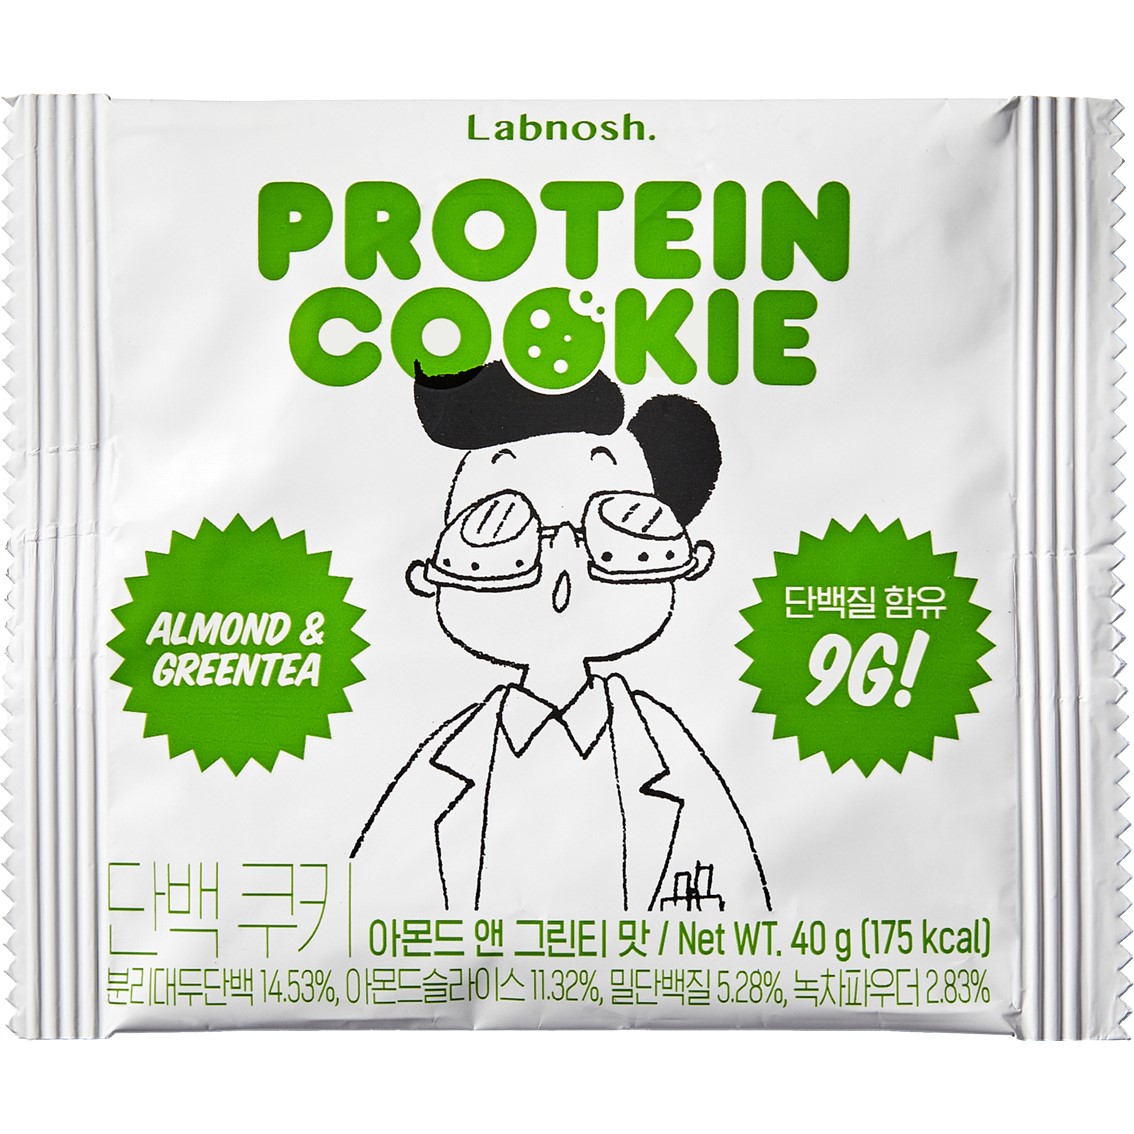 Labnosh.
PROTEIN
COOKIE
ALMOND &
GREENTEA
단백질 함유
9G!
단백 쿠키
아몬드 앤 그린티 맛 / Net WT. 40 g (175 kcal)
분리대두단백 14.53%, 아몬드슬라이스 11.32%, 밀단백질 5.28%, 녹차파우더 2.83%